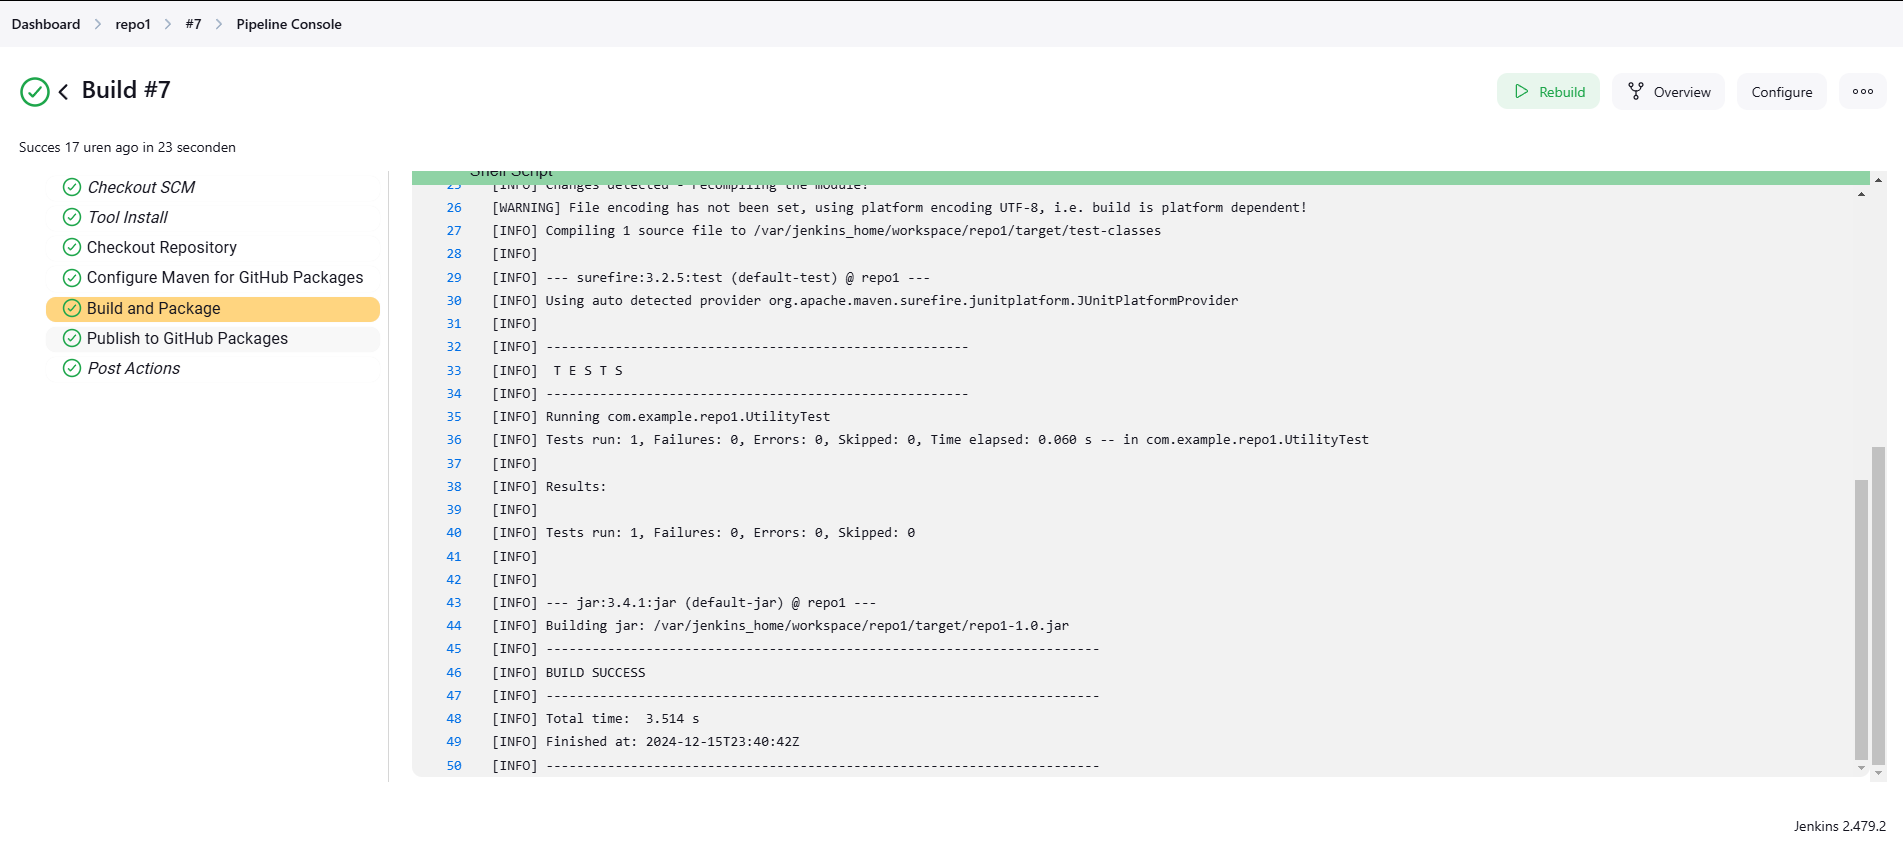 Dashboard > repo1 > #7 > Pipeline Console
Build #7
Rebuild
Overview
Configure
Succes 17 uren ago in 23 seconden
Checkout SCM
Tool Install
Checkout Repository
Configure Maven for GitHub Packages
Build and Package
Publish to GitHub Packages
Post Actions
Shell Script
25 [INFO] Changes detected - recompiling the module!
26 [WARNING] File encoding has not been set, using platform encoding UTF-8, i.e. build is platform dependent!
27 [INFO] Compiling 1 source file to /var/jenkins_home/workspace/repo1/target/test-classes
28 [INFO]
29 [INFO] --- surefire:3.2.5:test (default-test) @ repo1 ---
30 [INFO] Using auto detected provider org.apache.maven.surefire.junitplatform.JUnitPlatformProvider
31 [INFO]
32 [INFO] -------------------------------------------------------
33 [INFO]  T E S T S
34 [INFO] -------------------------------------------------------
35 [INFO] Running com.example.repo1.UtilityTest
36 [INFO] Tests run: 1, Failures: 0, Errors: 0, Skipped: 0, Time elapsed: 0.060 s -- in com.example.repo1.UtilityTest
37 [INFO]
38 [INFO] Results:
39 [INFO]
40 [INFO] Tests run: 1, Failures: 0, Errors: 0, Skipped: 0
41 [INFO]
42 [INFO]
43 [INFO] --- jar:3.4.1:jar (default-jar) @ repo1 ---
44 [INFO] Building jar: /var/jenkins_home/workspace/repo1/target/repo1-1.0.jar
45 [INFO] ------------------------------------------------------------------------
46 [INFO] BUILD SUCCESS
47 [INFO] ------------------------------------------------------------------------
48 [INFO] Total time:  3.514 s
49 [INFO] Finished at: 2024-12-15T23:40:42Z
50 [INFO] ------------------------------------------------------------------------
Jenkins 2.479.2